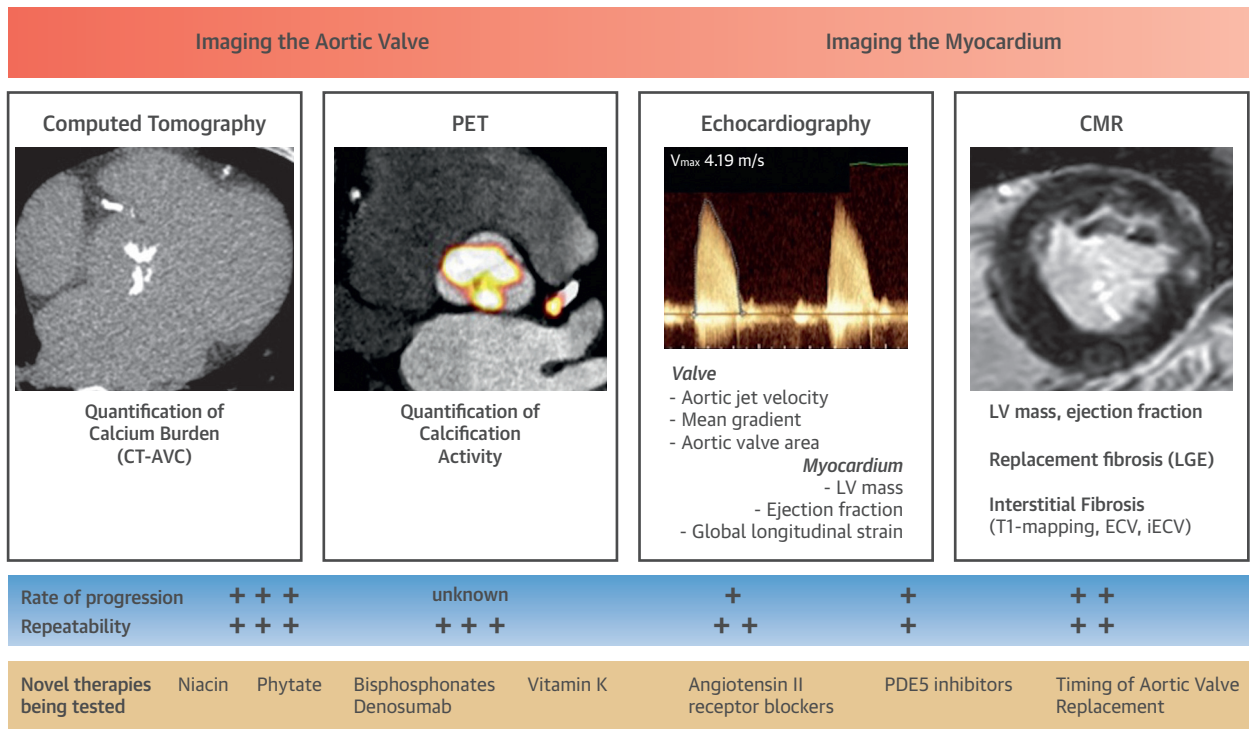 Imaging the Aortic Valve
Imaging the Myocardium
Computed Tomography
Quantification of
Calcium Burden
(CT-AVC)
PET
Quantification of
Calcification
Activity
Echocardiography
Vmax 4.19 m/s
Valve
- Aortic jet velocity
- Mean gradient
- Aortic valve area
Myocardium
- LV mass
- Ejection fraction
- Global longitudinal strain
CMR
LV mass, ejection fraction
Replacement fibrosis (LGE)
Interstitial Fibrosis
(T1-mapping, ECV, iECV)
Rate of progression + + + unknown + + + +
Repeatability + + + + + + + + + + +
Novel therapies
being tested
Niacin
Phytate
Bisphosphonates
Denosumab
Vitamin K
Angiotensin II
receptor blockers
PDE5 inhibitors
Timing of Aortic Valve
Replacement